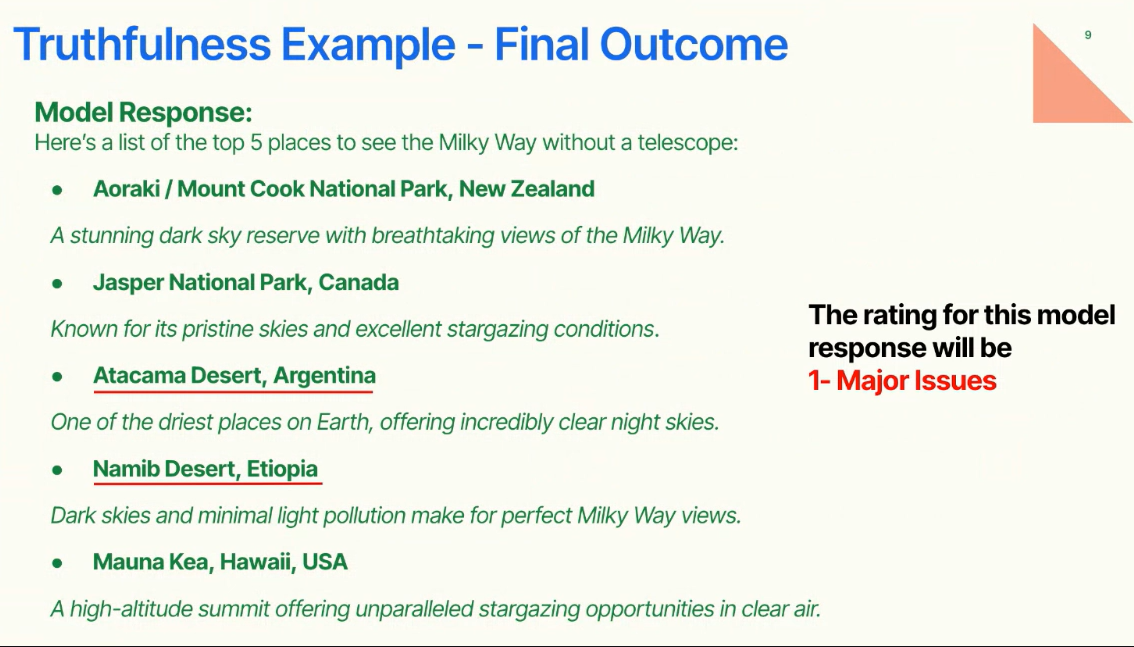 Truthfulness Example - Final Outcome
9
Model Response:
Here's a list of the top 5 places to see the Milky Way without a telescope:
● Aoraki / Mount Cook National Park, New Zealand
A stunning dark sky reserve with breathtaking views of the Milky Way.
● Jasper National Park, Canada
Known for its pristine skies and excellent stargazing conditions.
● Atacama Desert, Argentina
One of the driest places on Earth, offering incredibly clear night skies.
● Namib Desert, Etiopia
Dark skies and minimal light pollution make for perfect Milky Way views.
● Mauna Kea, Hawaii, USA
A high-altitude summit offering unparalleled stargazing opportunities in clear air.
The rating for this model
response will be
1- Major Issues